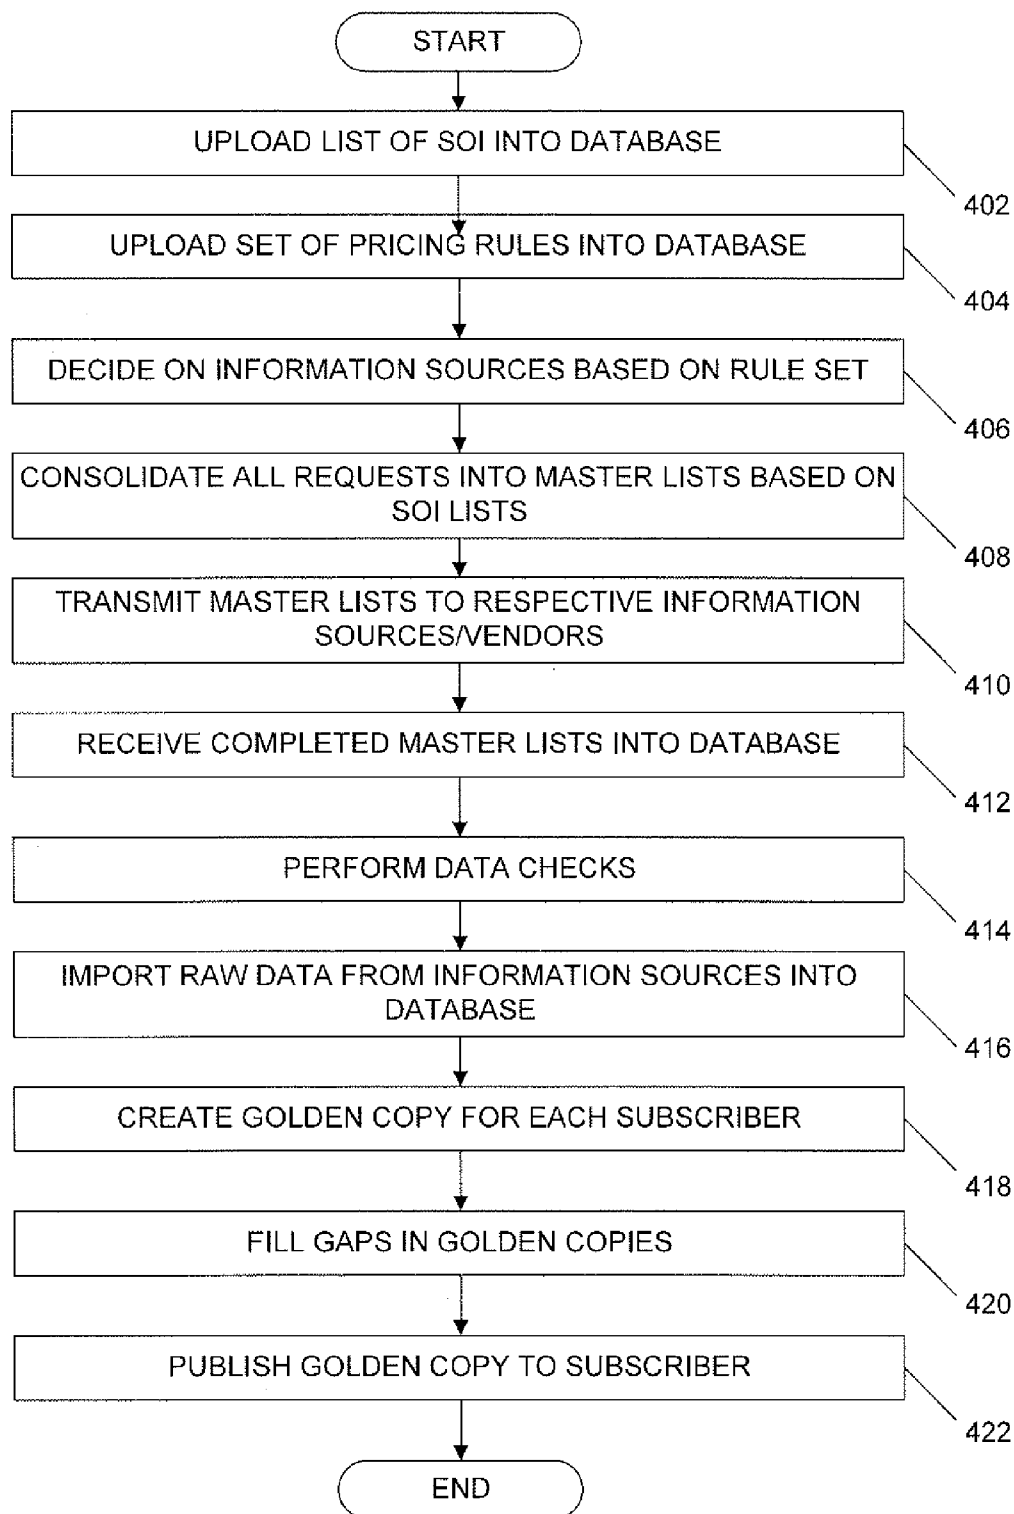 START
UPLOAD LIST OF SOI INTO DATABASE
402
UPLOAD SET OF PRICING RULES INTO DATABASE
404
DECIDE ON INFORMATION SOURCES BASED ON RULE SET
406
CONSOLIDATE ALL REQUESTS INTO MASTER LISTS BASED ON
SOI LISTS
408
TRANSMIT MASTER LISTS TO RESPECTIVE INFORMATION
SOURCES/VENDORS
410
RECEIVE COMPLETED MASTER LISTS INTO DATABASE
412
PERFORM DATA CHECKS
414
IMPORT RAW DATA FROM INFORMATION SOURCES INTO
DATABASE
416
CREATE GOLDEN COPY FOR EACH SUBSCRIBER
418
FILL GAPS IN GOLDEN COPIES
420
PUBLISH GOLDEN COPY TO SUBSCRIBER
422
END